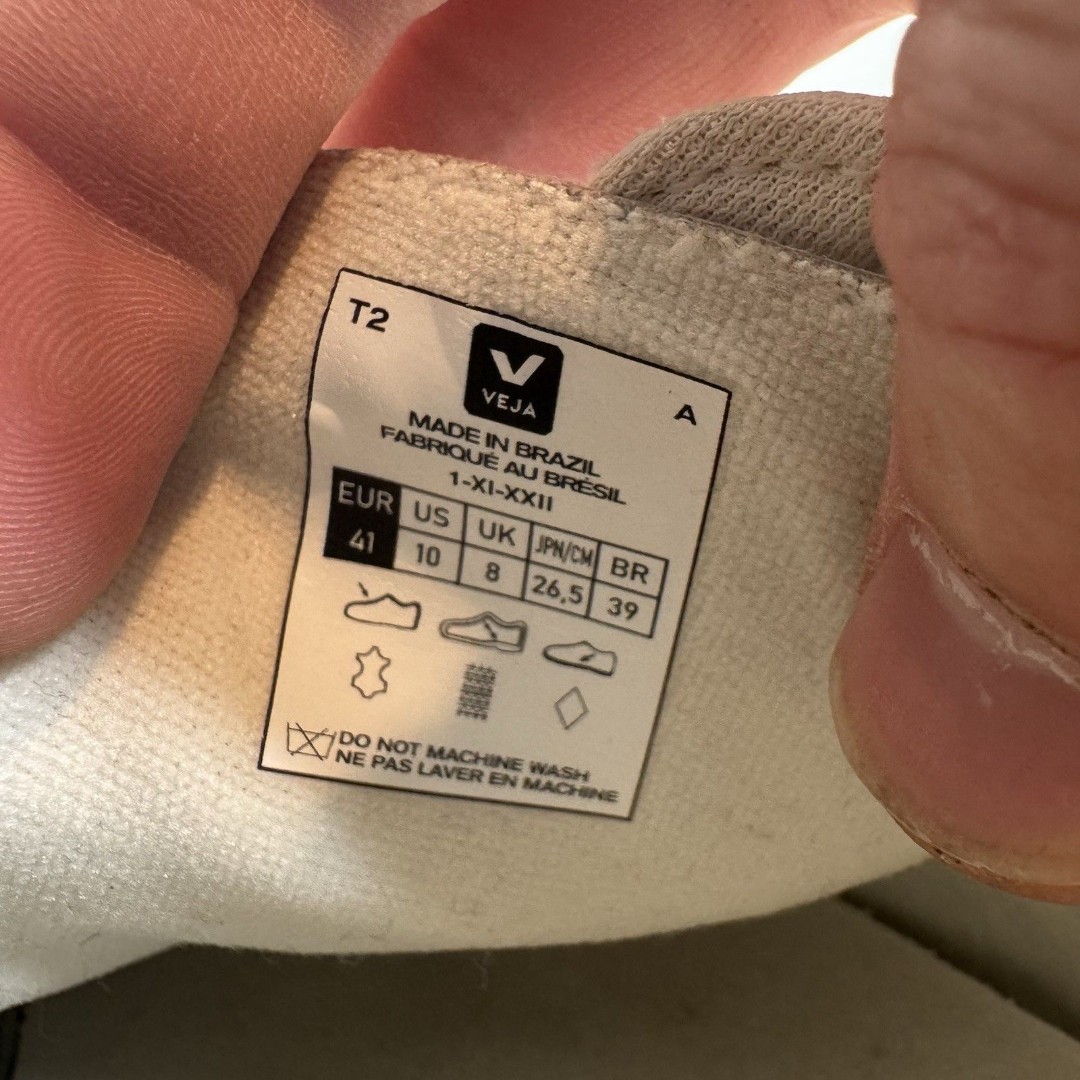 T2
V
VEJA
A
MADE IN BRAZIL
FABRIQUÉ AU BRÉSIL
1-XI-XXII
EUR US UK JPN/CM BR
41 10 8 26,5 39
DO NOT MACHINE WASH
NE PAS LAVER EN MACHINE